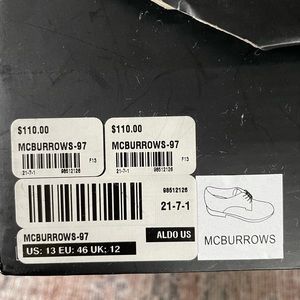 $110.00
MCBURROWS-97
F13
21-7-1
98512126
$110.00
MCBURROWS-97
F13
21-7-1
98512126
98512126
21-7-1
MCBURROWS-97
ALDO US
US: 13 EU: 46 UK: 12
MCBURROWS